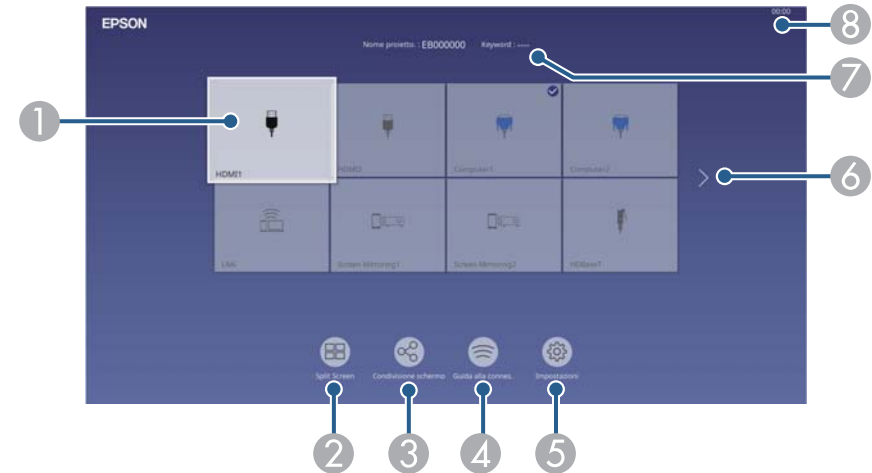 EPSON
00:00
8
Nome proietto. : EB000000 Keyword : ----
7
1
HDMI1
HDMI2
Computer1
Computer2
6
LAN
Screen Mirroring1
Screen Mirroring2
HDBaseT
Split Screen
Condivisione schermo
Guida alla connes..
Impostazioni
2
3
4
5